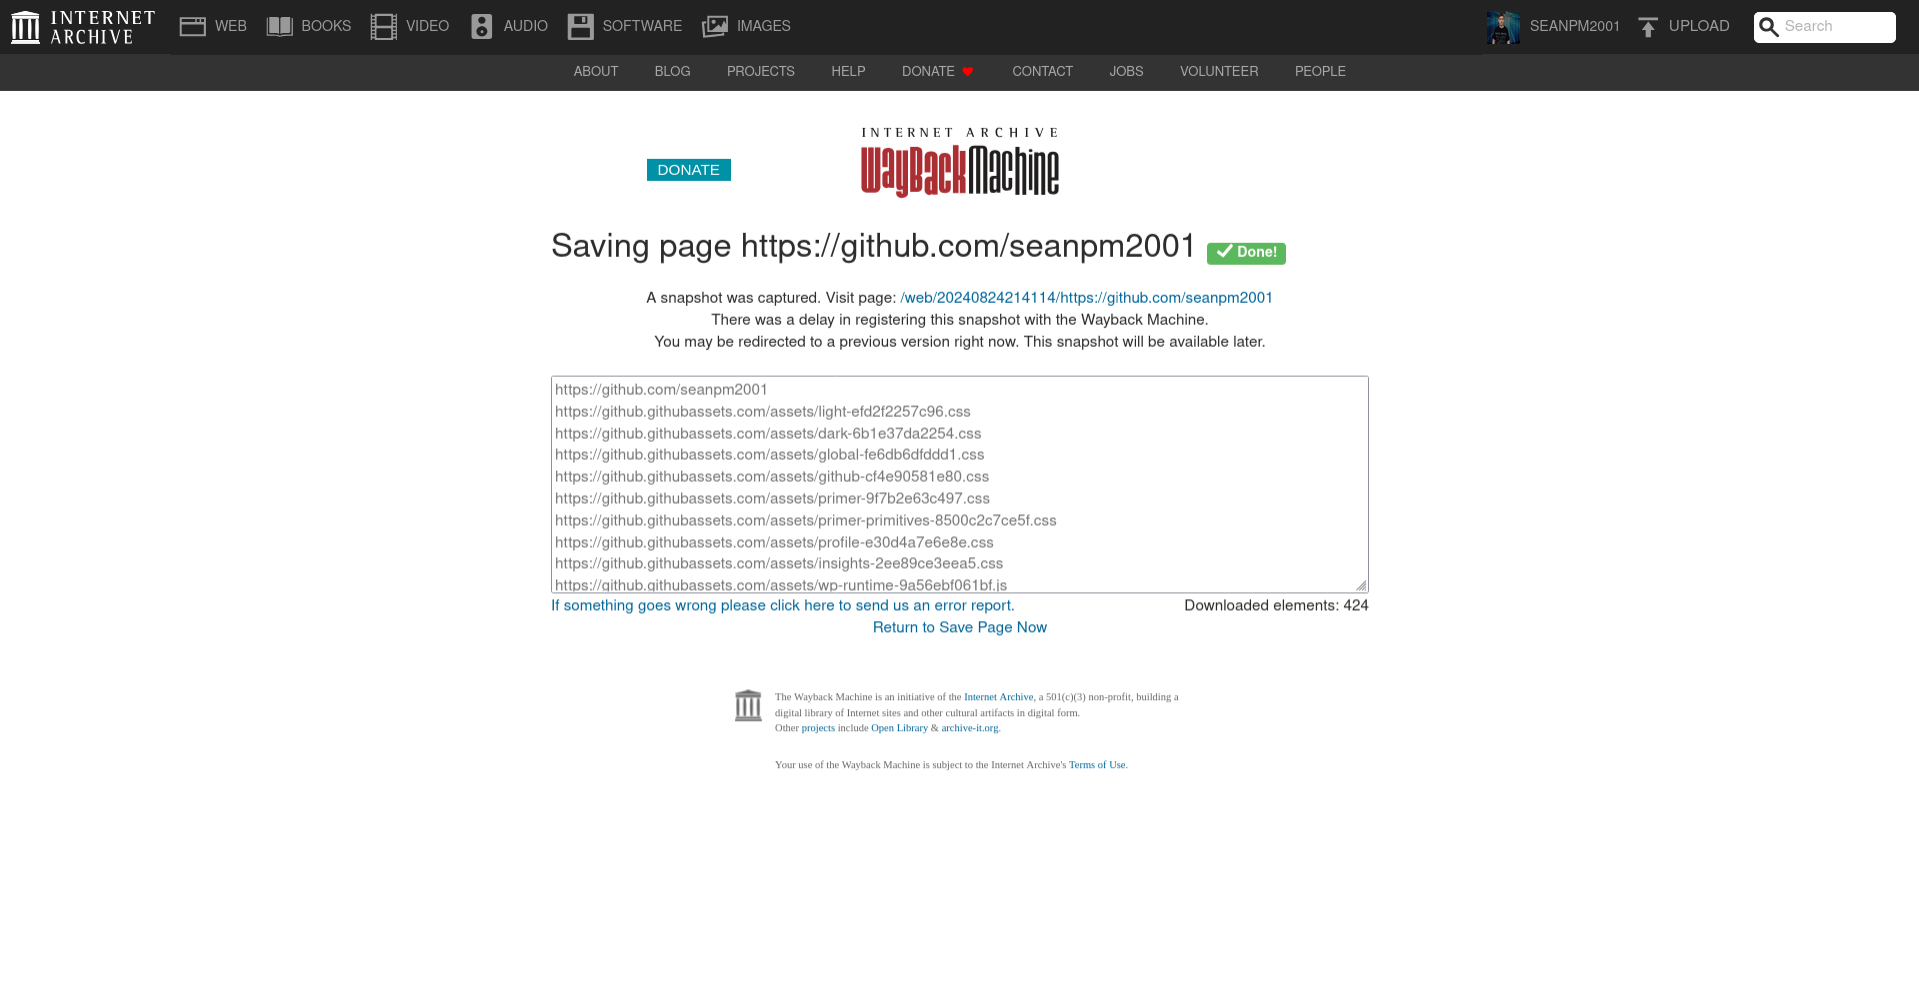 INTERNET ARCHIVE
WEB BOOKS VIDEO AUDIO SOFTWARE IMAGES SEANPM2001 UPLOAD Search
ABOUT BLOG PROJECTS HELP DONATE CONTACT JOBS VOLUNTEER PEOPLE
INTERNET ARCHIVE
WayBackMachine
DONATE
Saving page https://github.com/seanpm2001 Done!
A snapshot was captured. Visit page: /web/20240824214114/https://github.com/seanpm2001
There was a delay in registering this snapshot with the Wayback Machine.
You may be redirected to a previous version right now. This snapshot will be available later.
https://github.com/seanpm2001
https://github.githubassets.com/assets/light-efd2f2257c96.css
https://github.githubassets.com/assets/dark-6b1e37da2254.css
https://github.githubassets.com/assets/global-fe6db6dfddd1.css
https://github.githubassets.com/assets/github-cf4e90581e80.css
https://github.githubassets.com/assets/primer-9f7b2e63c497.css
https://github.githubassets.com/assets/primer-primitives-8500c2c7ce5f.css
https://github.githubassets.com/assets/profile-e30d4a7e6e8e.css
https://github.githubassets.com/assets/insights-2ee89ce3eea5.css
https://github.githubassets.com/assets/wp-runtime-9a56ebf061bf.js
If something goes wrong please click here to send us an error report. Downloaded elements: 424
Return to Save Page Now
The Wayback Machine is an initiative of the Internet Archive, a 501(c)(3) non-profit, building a
digital library of Internet sites and other cultural artifacts in digital form.
Other projects include Open Library & archive-it.org.
Your use of the Wayback Machine is subject to the Internet Archive's Terms of Use.